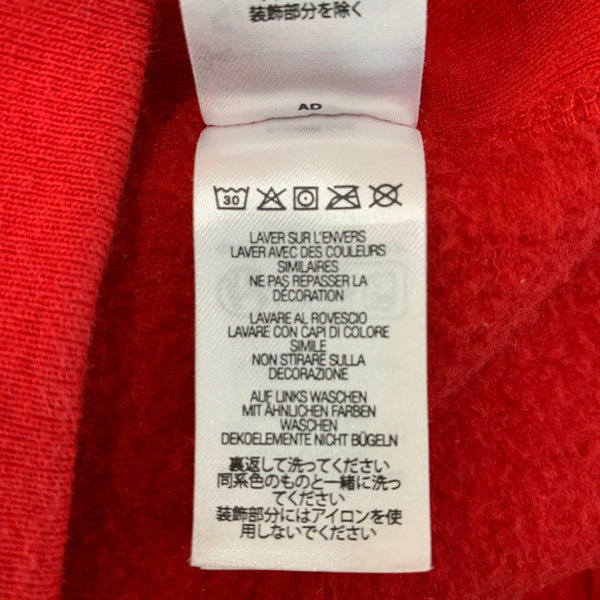 装飾部分を除く
AD
30
LAVER SUR L'ENVERS
LAVER AVEC DES COULEURS
SIMILAIRES
NE PAS REPASSER LA
DÉCORATION
LAVARE AL ROVESCIO
LAVARE CON CAPI DI COLORE
SIMILE
NON STIRARE SULLA
DECORAZIONE
AUF LINKS WASCHEN
MIT ÄHNLICHEN FARBEN
WASCHEN
DEKOELEMENTE NICHT BÜGELN
裏返して洗ってください
同系色のものと一緒に洗っ
てください
装飾部分にはアイロンを使
用しないでください